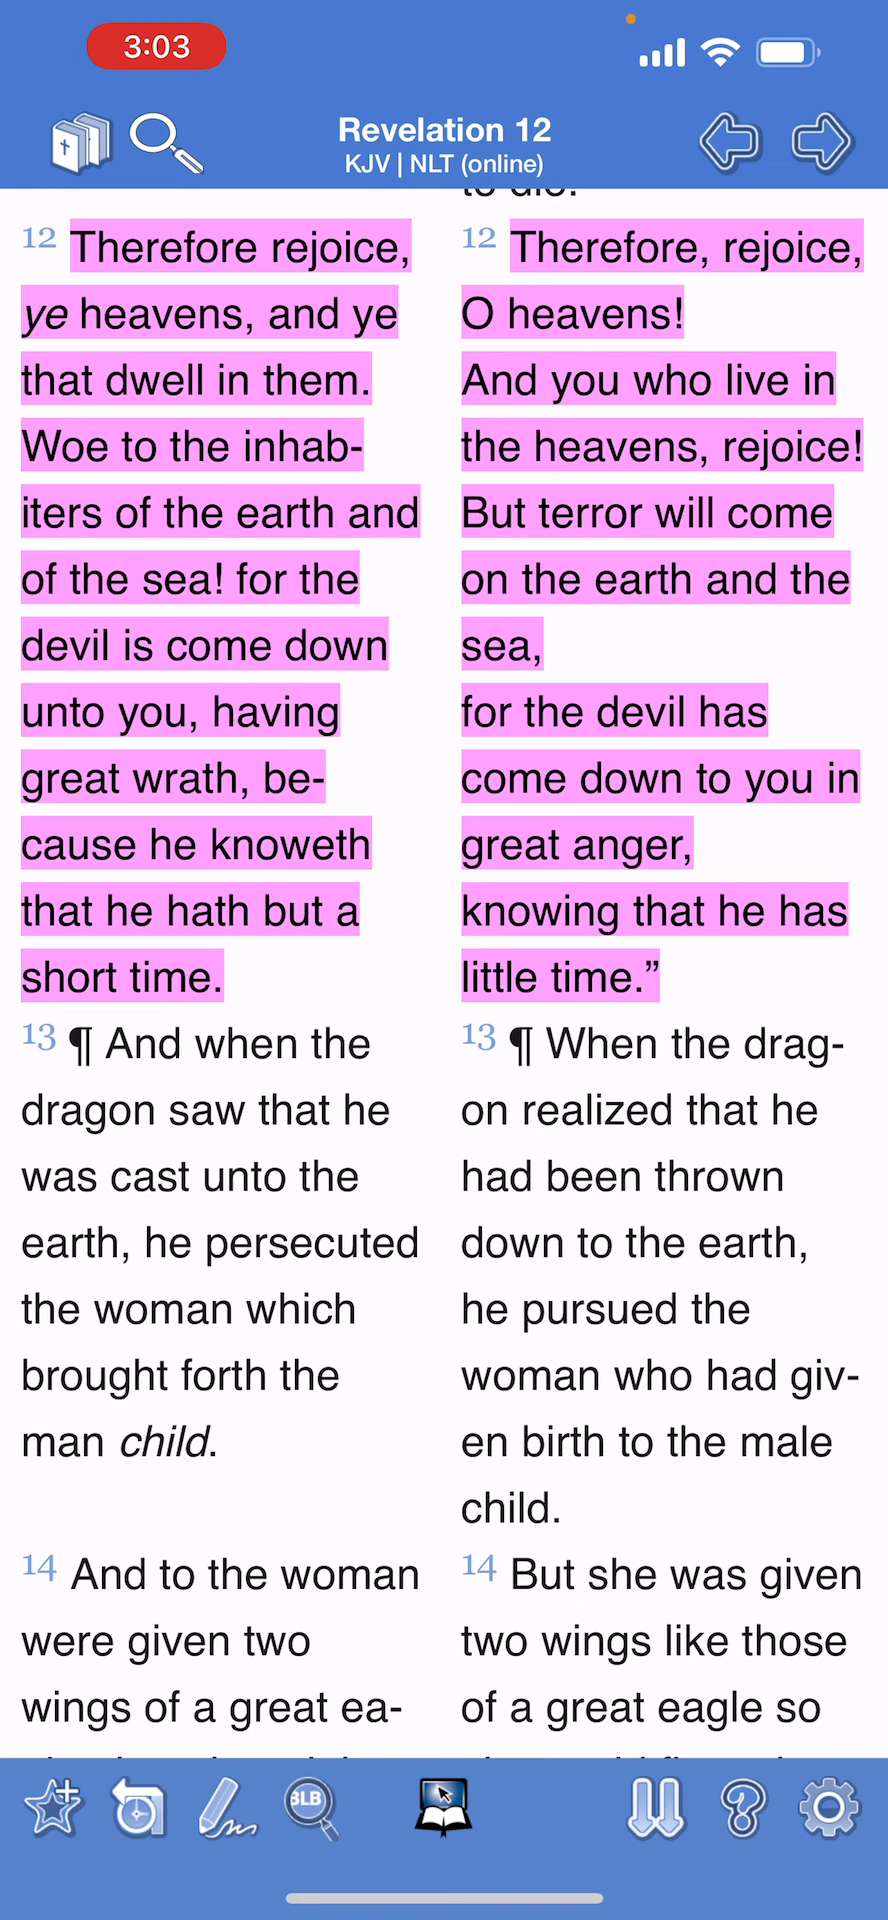 3:03
Revelation 12
KJV | NLT (online)
12 Therefore rejoice,
ye heavens, and ye
that dwell in them.
Woe to the inhab-
iters of the earth and
of the sea! for the
devil is come down
unto you, having
great wrath, be-
cause he knoweth
that he hath but a
short time.
13 ¶ And when the
dragon saw that he
was cast unto the
earth, he persecuted
the woman which
brought forth the
man child.
14 And to the woman
were given two
wings of a great ea-
to die.
12 Therefore, rejoice,
O heavens!
And you who live in
the heavens, rejoice!
But terror will come
on the earth and the
sea,
for the devil has
come down to you in
great anger,
knowing that he has
little time.”
13 ¶ When the drag-
on realized that he
had been thrown
down to the earth,
he pursued the
woman who had giv-
en birth to the male
child.
14 But she was given
two wings like those
of a great eagle so
BLB